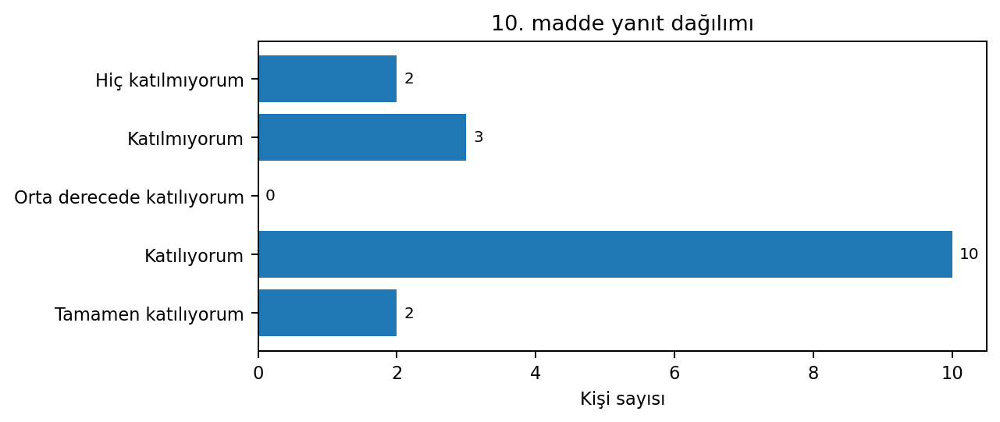 10. madde yanıt dağılımı
Hiç katılmıyorum 2
Katılmıyorum 3
Orta derecede katılıyorum 0
Katılıyorum 10
Tamamen katılıyorum 2
0 2 4 6 8 10
Kişi sayısı